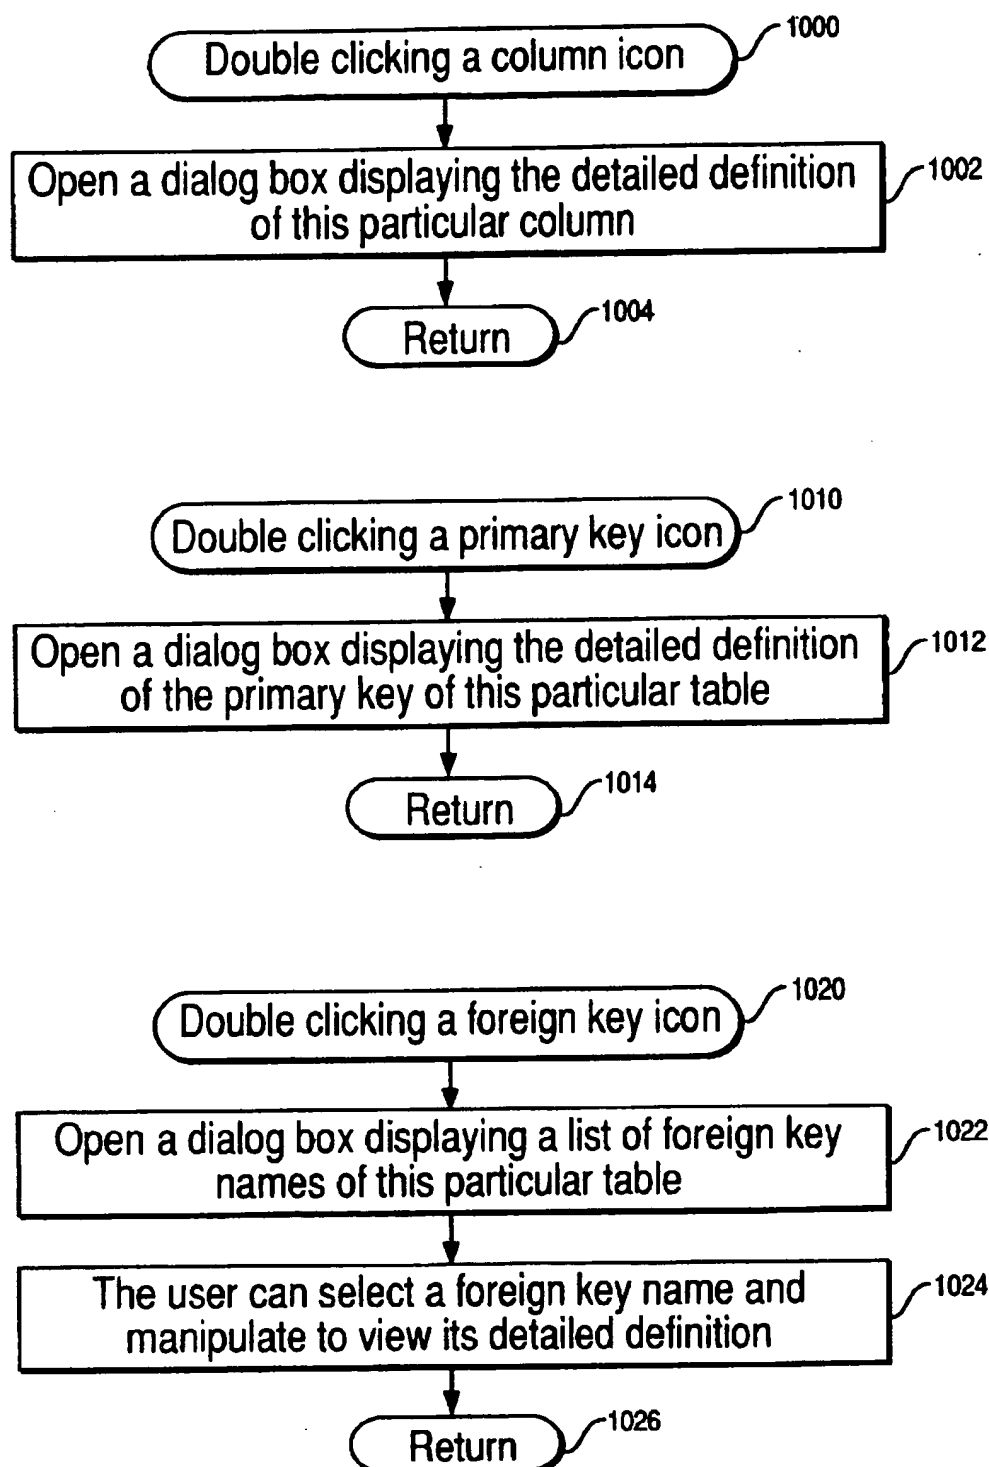 1000
Double clicking a column icon
Open a dialog box displaying the detailed definition
of this particular column
1002
Return
1004
1010
Double clicking a primary key icon
Open a dialog box displaying the detailed definition
of the primary key of this particular table
1012
Return
1014
1020
Double clicking a foreign key icon
Open a dialog box displaying a list of foreign key
names of this particular table
1022
The user can select a foreign key name and
manipulate to view its detailed definition
1024
Return
1026